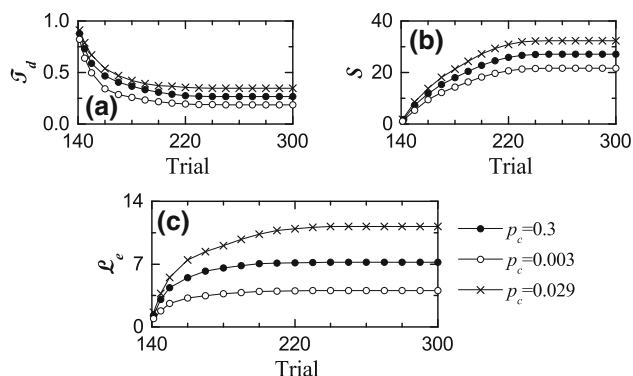 1.0
0.5
0.0
𝒯d
(a)
140 220 300
Trial
40
20
0
S
(b)
140 220 300
Trial
14
7
0
ℒe
(c)
140 220 300
Trial
pc=0.3
pc=0.003
pc=0.029